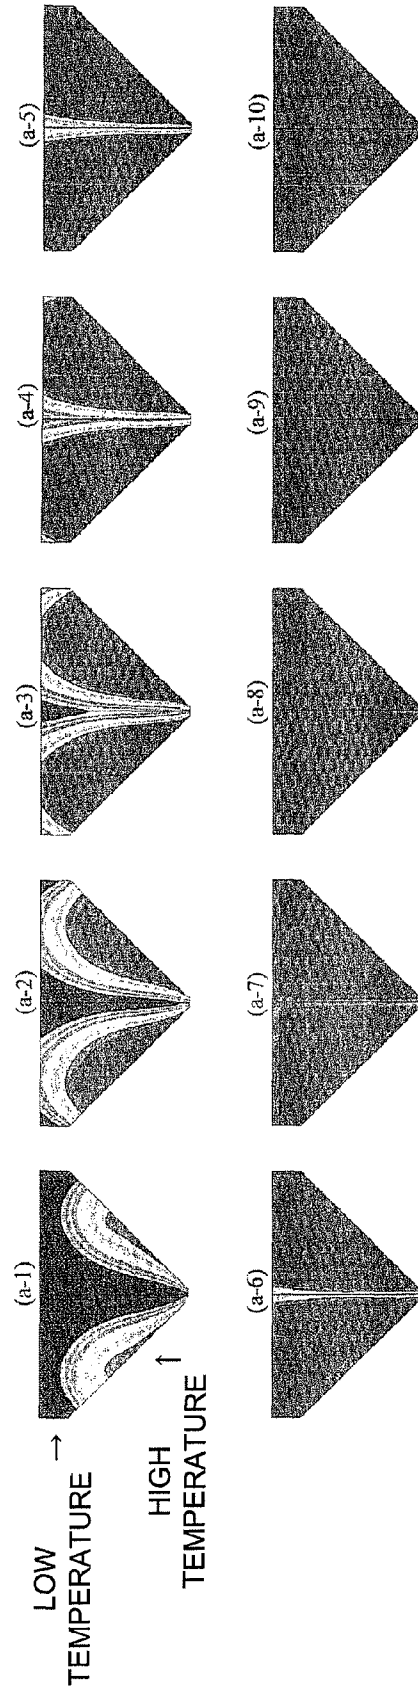 (a-1)
(a-2)
(a-3)
(a-4)
(a-5)
LOW
TEMPERATURE →
HIGH
TEMPERATURE ↑
(a-6)
(a-7)
(a-8)
(a-9)
(a-10)